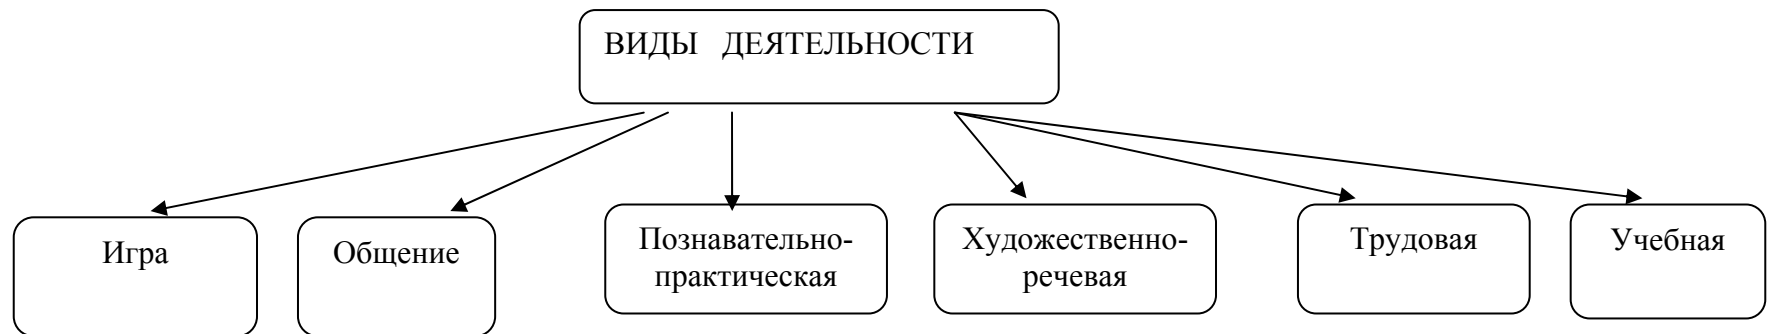 ВИДЫ ДЕЯТЕЛЬНОСТИ
Игра
Общение
Познавательно-
практическая
Художественно-
речевая
Трудовая
Учебная